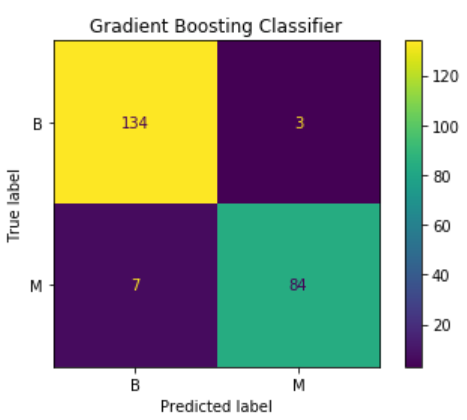 Gradient Boosting Classifier
B
134
3
M
7
84
B
M
Predicted label
True label
120
100
80
60
40
20